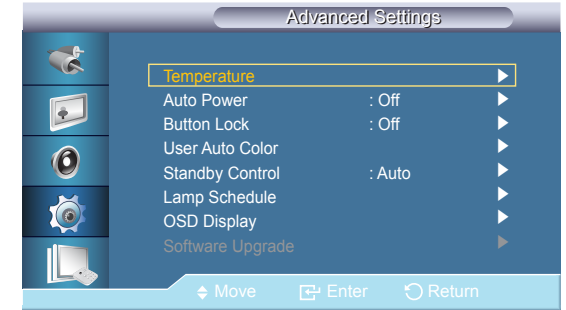 Advanced Settings
Temperature
Auto Power : Off
Button Lock : Off
User Auto Color
Standby Control : Auto
Lamp Schedule
OSD Display
Software Upgrade
Move Enter Return